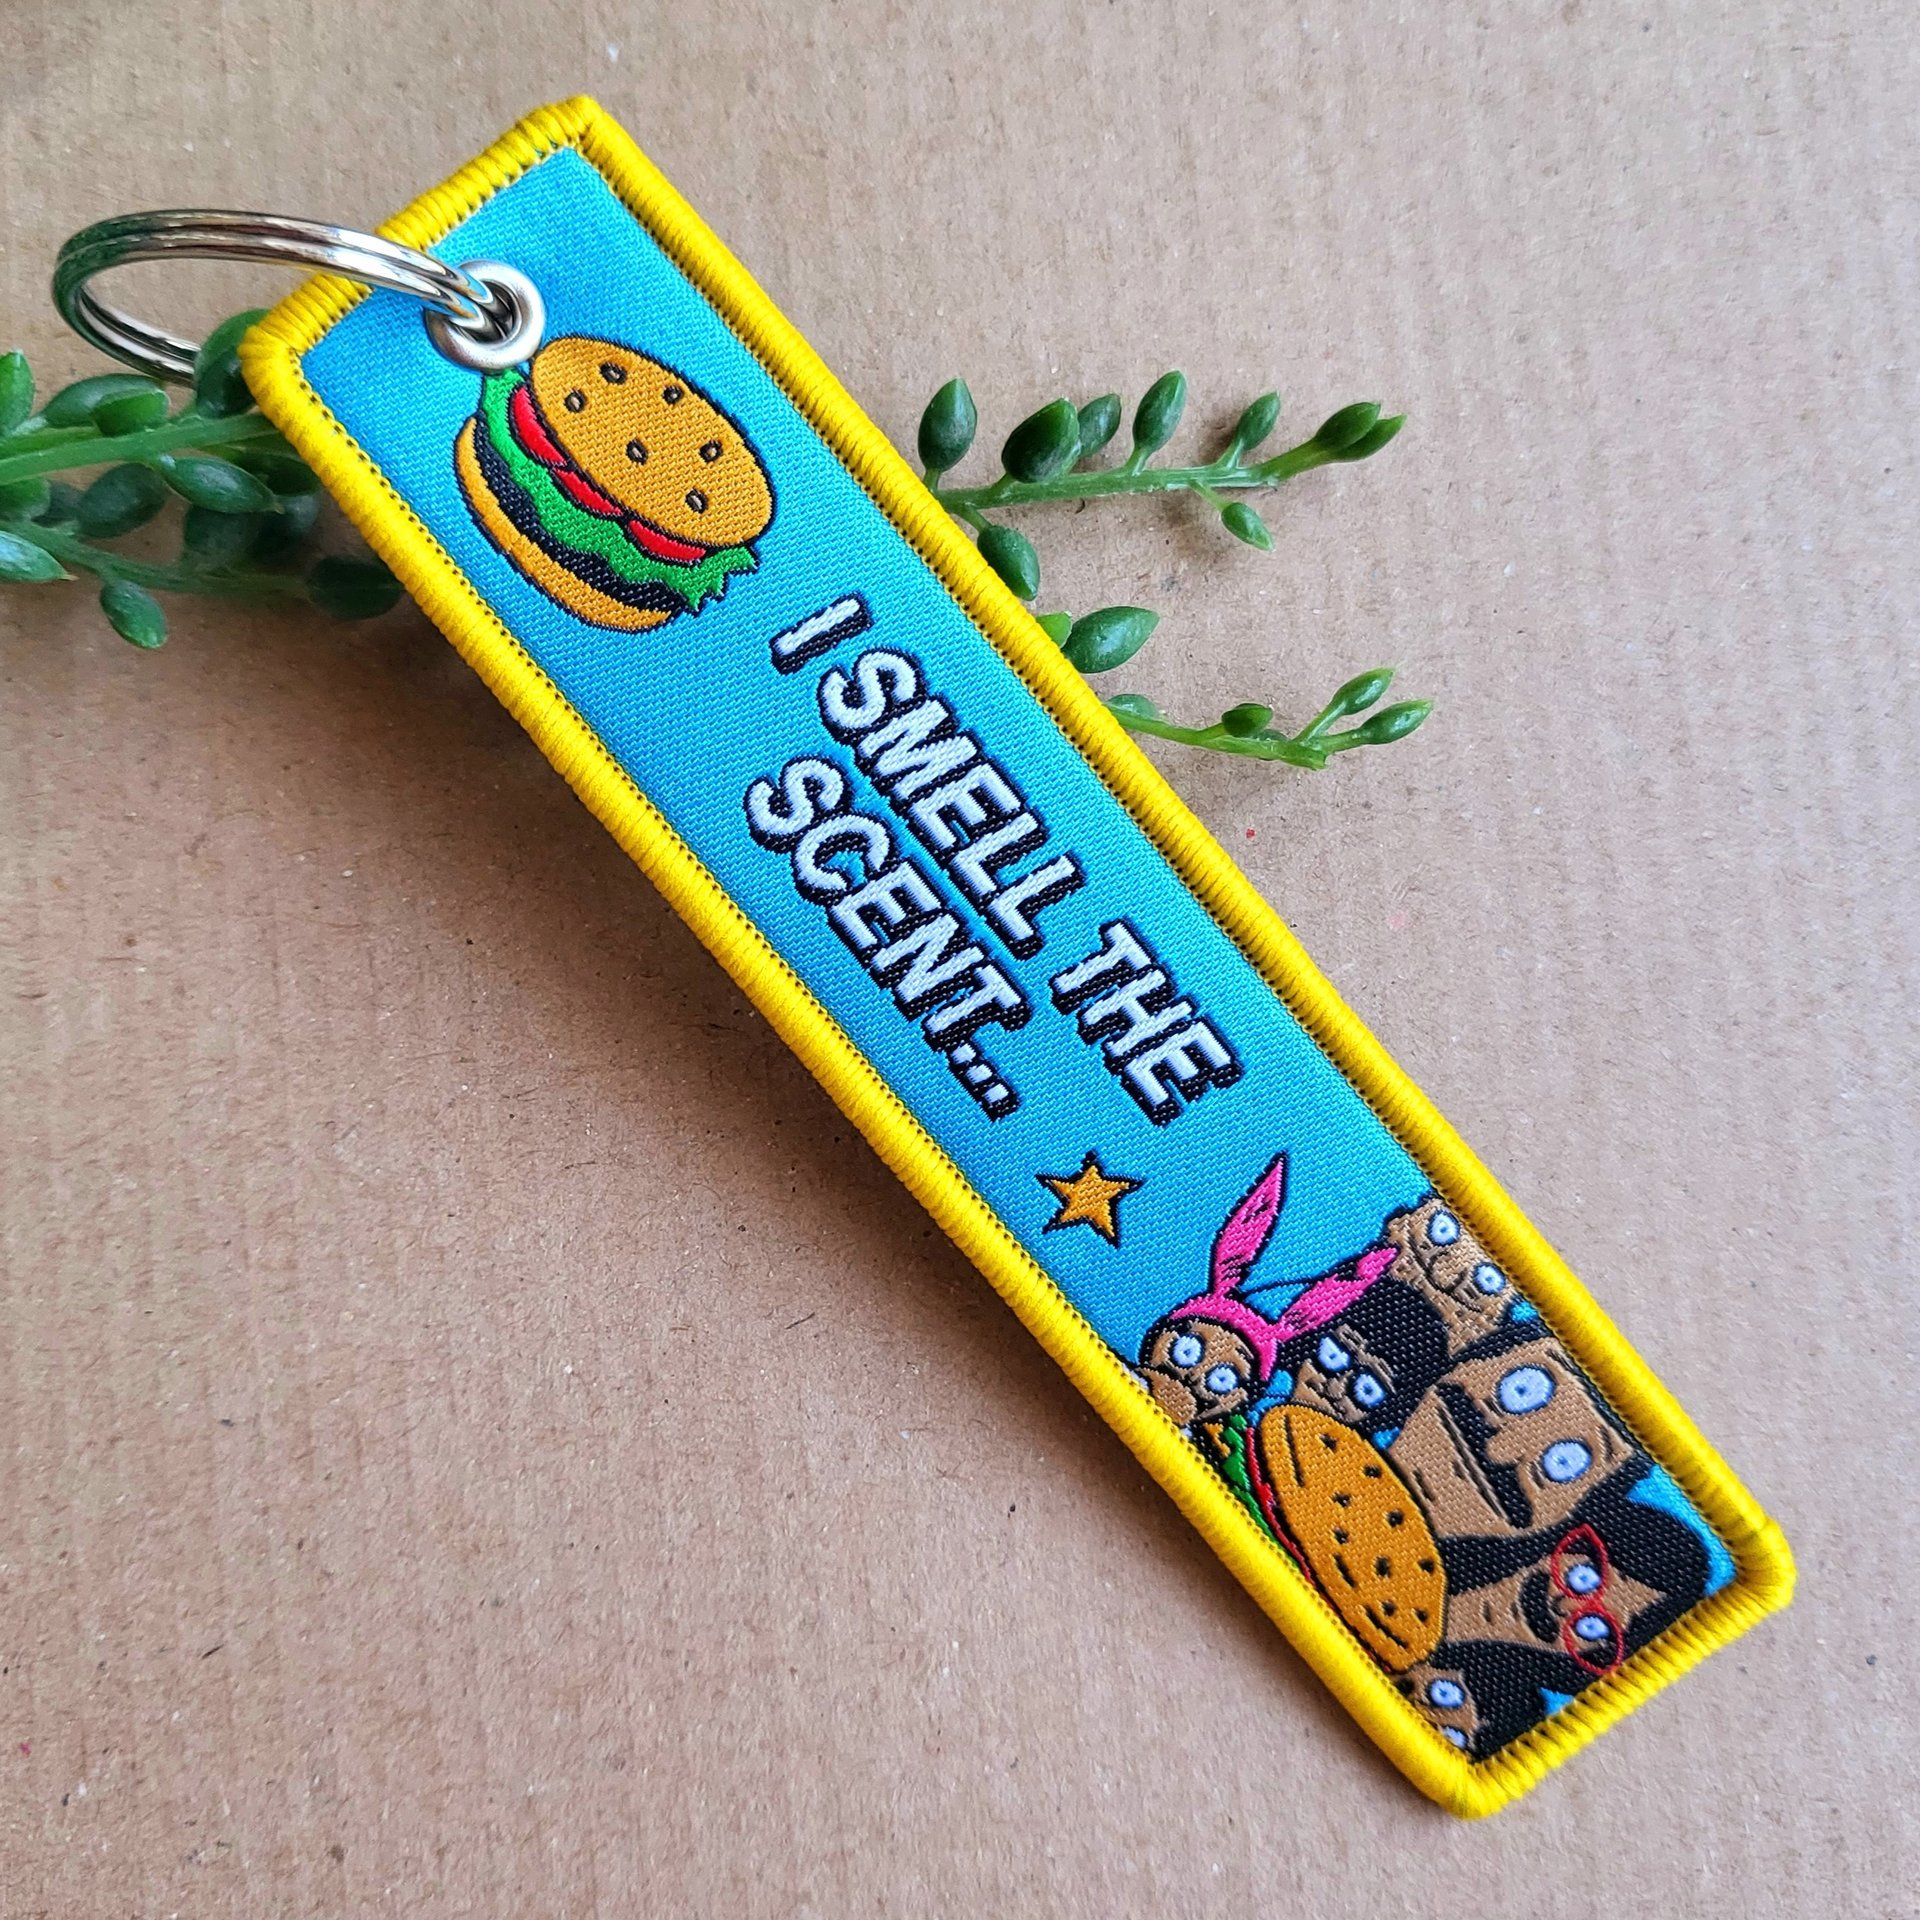 I SMELL THE
SCENT...